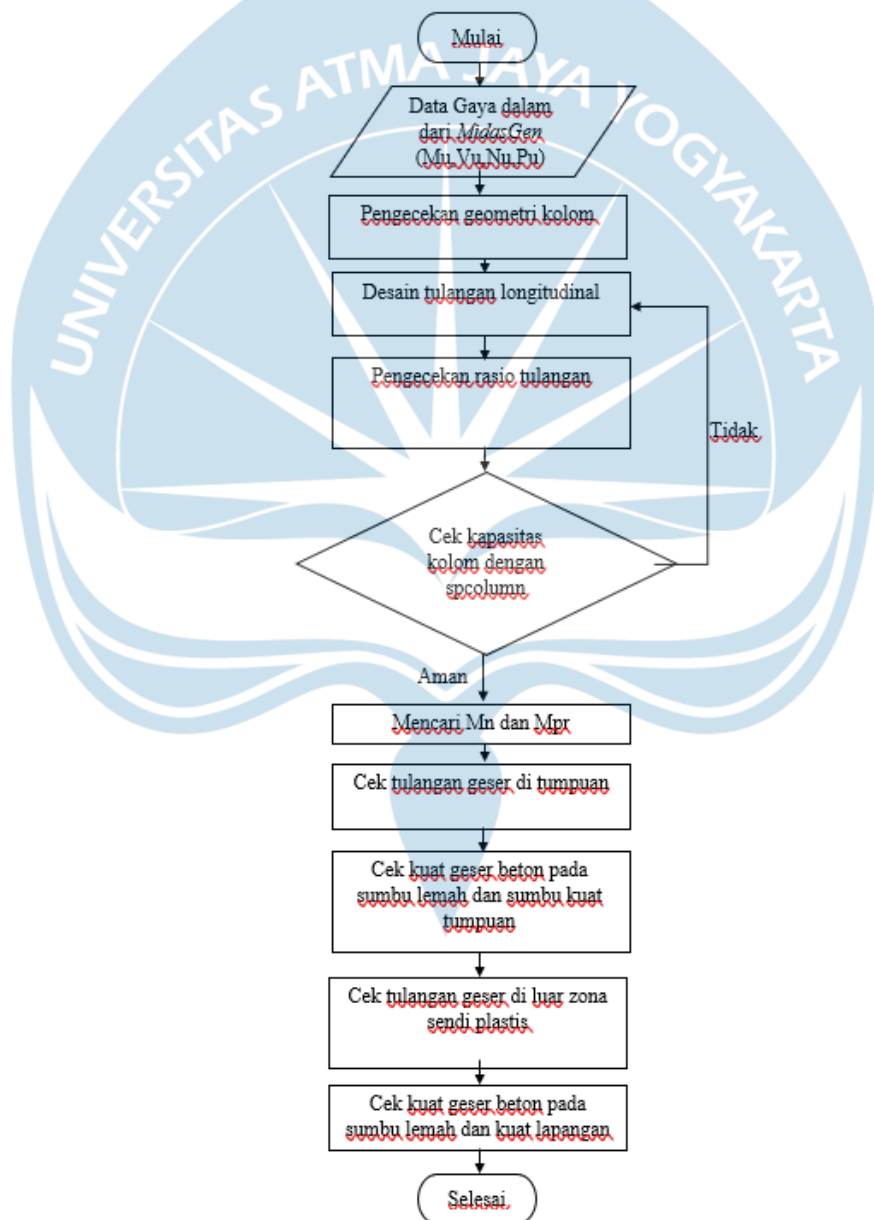 UNIVERSITAS ATMA JAYA YOGYAKARTA
Mulai
Data Gaya dalam
dari MidasGen
(Mu,Vu,Nu,Pu)
Pengecekan geometri kolom
Desain tulangan longitudinal
Pengecekan rasio tulangan
Tidak
Cek kapasitas
kolom dengan
spcolumn
Aman
Mencari Mn dan Mpr
Cek tulangan geser di tumpuan
Cek kuat geser beton pada
sumbu lemah dan sumbu kuat
tumpuan
Cek tulangan geser di luar zona
sendi plastis
Cek kuat geser beton pada
sumbu lemah dan kuat lapangan
Selesai